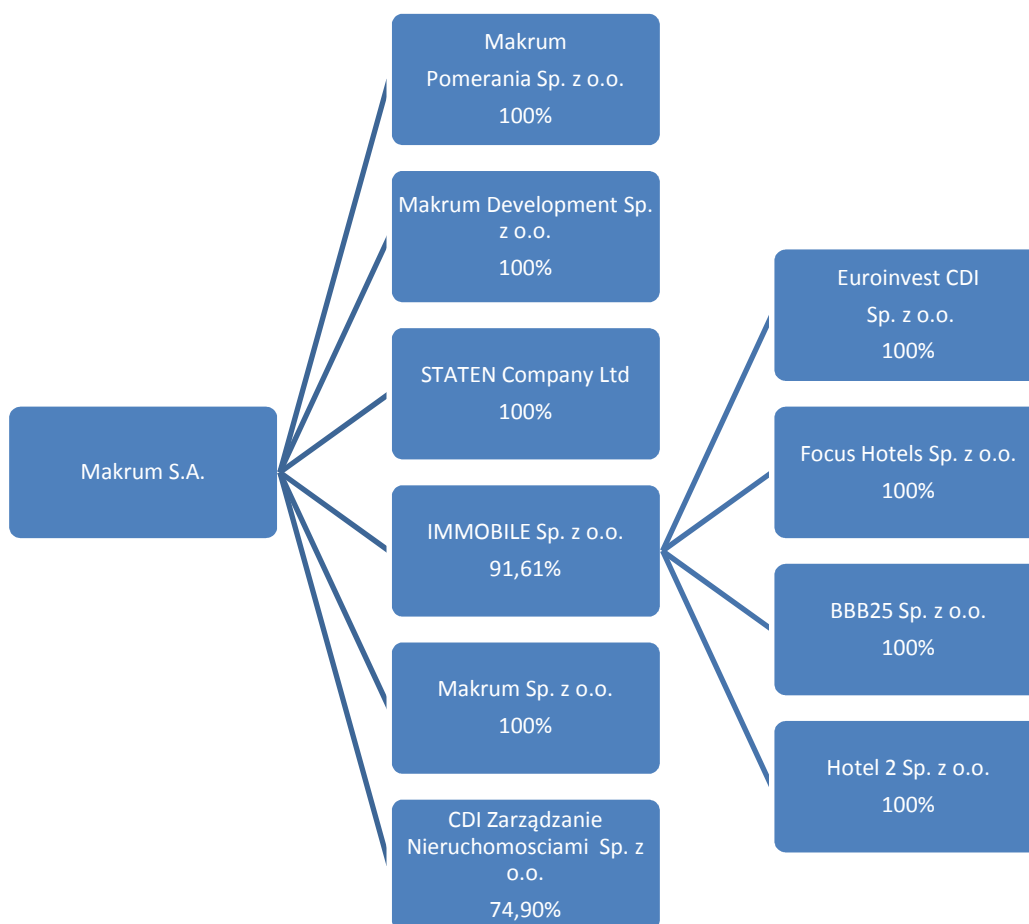 Makrum S.A.
Makrum
Pomerania Sp. z o.o.
100%
Makrum Development Sp.
z o.o.
100%
STATEN Company Ltd
100%
IMMOBILE Sp. z o.o.
91,61%
Makrum Sp. z o.o.
100%
CDI Zarządzanie
Nieruchomosciami  Sp. z
o.o.
74,90%
Euroinvest CDI
Sp. z o.o.
100%
Focus Hotels Sp. z o.o.
100%
BBB25 Sp. z o.o.
100%
Hotel 2 Sp. z o.o.
100%